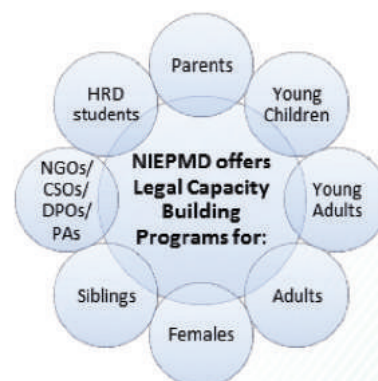 NIEPMD offers
Legal Capacity
Building
Programs for:
Parents
Young
Children
Young
Adults
Adults
Females
Siblings
NGOs/
CSOs/
DPOs/
PAs
HRD
students